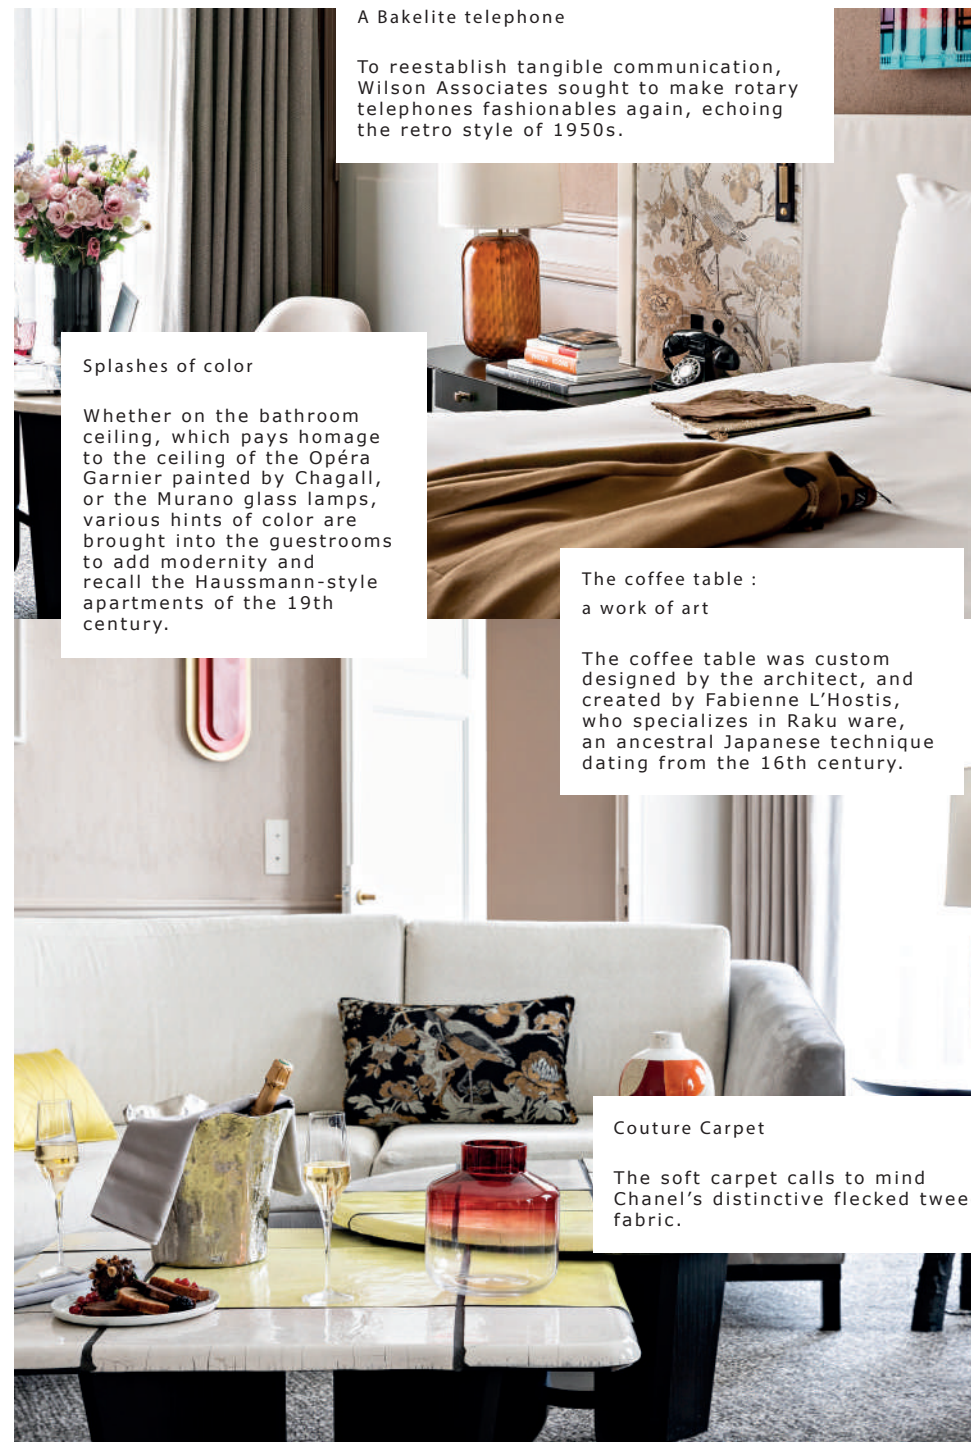 A Bakelite telephone
To reestablish tangible communication,
Wilson Associates sought to make rotary
telephones fashionables again, echoing
the retro style of 1950s.
Splashes of color
Whether on the bathroom
ceiling, which pays homage
to the ceiling of the Opéra
Garnier painted by Chagall,
or the Murano glass lamps,
various hints of color are
brought into the guestrooms
to add modernity and
recall the Haussmann-style
apartments of the 19th
century.
The coffee table :
a work of art
The coffee table was custom
designed by the architect, and
created by Fabienne L’Hostis,
who specializes in Raku ware,
an ancestral Japanese technique
dating from the 16th century.
Couture Carpet
The soft carpet calls to mind
Chanel’s distinctive flecked twee
fabric.